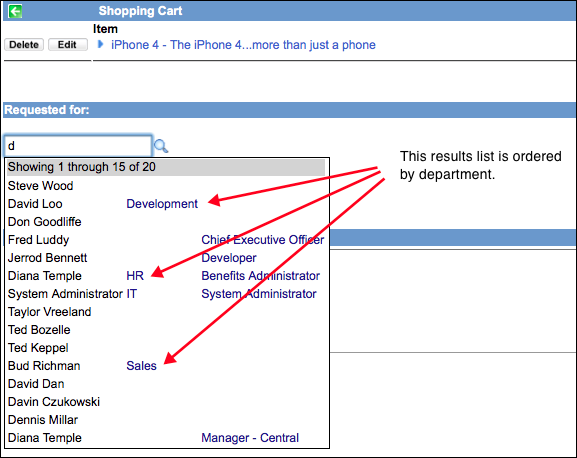 Shopping Cart
Item
Delete Edit iPhone 4 - The iPhone 4...more than just a phone
Requested for:
d
Showing 1 through 15 of 20
Steve Wood
David Loo Development
Don Goodliffe
Fred Luddy Chief Executive Officer
Jerrod Bennett Developer
Diana Temple HR Benefits Administrator
System Administrator IT System Administrator
Taylor Vreeland
Ted Bozelle
Ted Keppel
Bud Richman Sales
David Dan
Davin Czukowski
Dennis Millar
Diana Temple Manager - Central
This results list is ordered
by department.